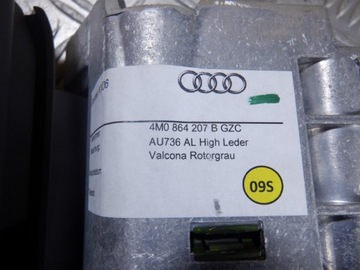 4M0 864 207 B GZC
AU736 AL High Leder
Valcona Rotorgrau
09S